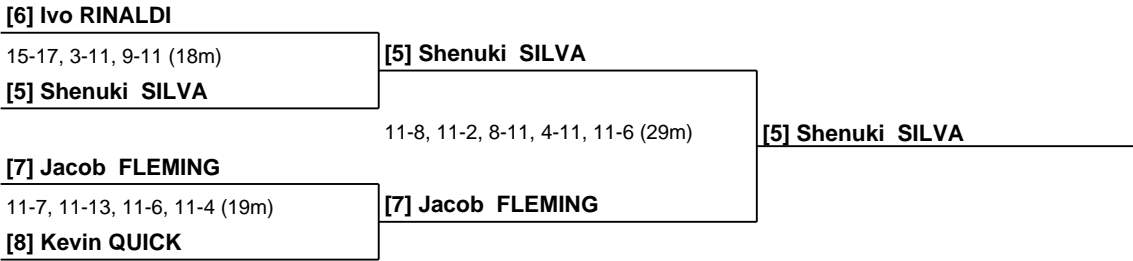 [6] Ivo RINALDI
15-17, 3-11, 9-11 (18m)
[5] Shenuki SILVA
[5] Shenuki SILVA
11-8, 11-2, 8-11, 4-11, 11-6 (29m)
[5] Shenuki SILVA
[7] Jacob FLEMING
11-7, 11-13, 11-6, 11-4 (19m)
[7] Jacob FLEMING
[8] Kevin QUICK